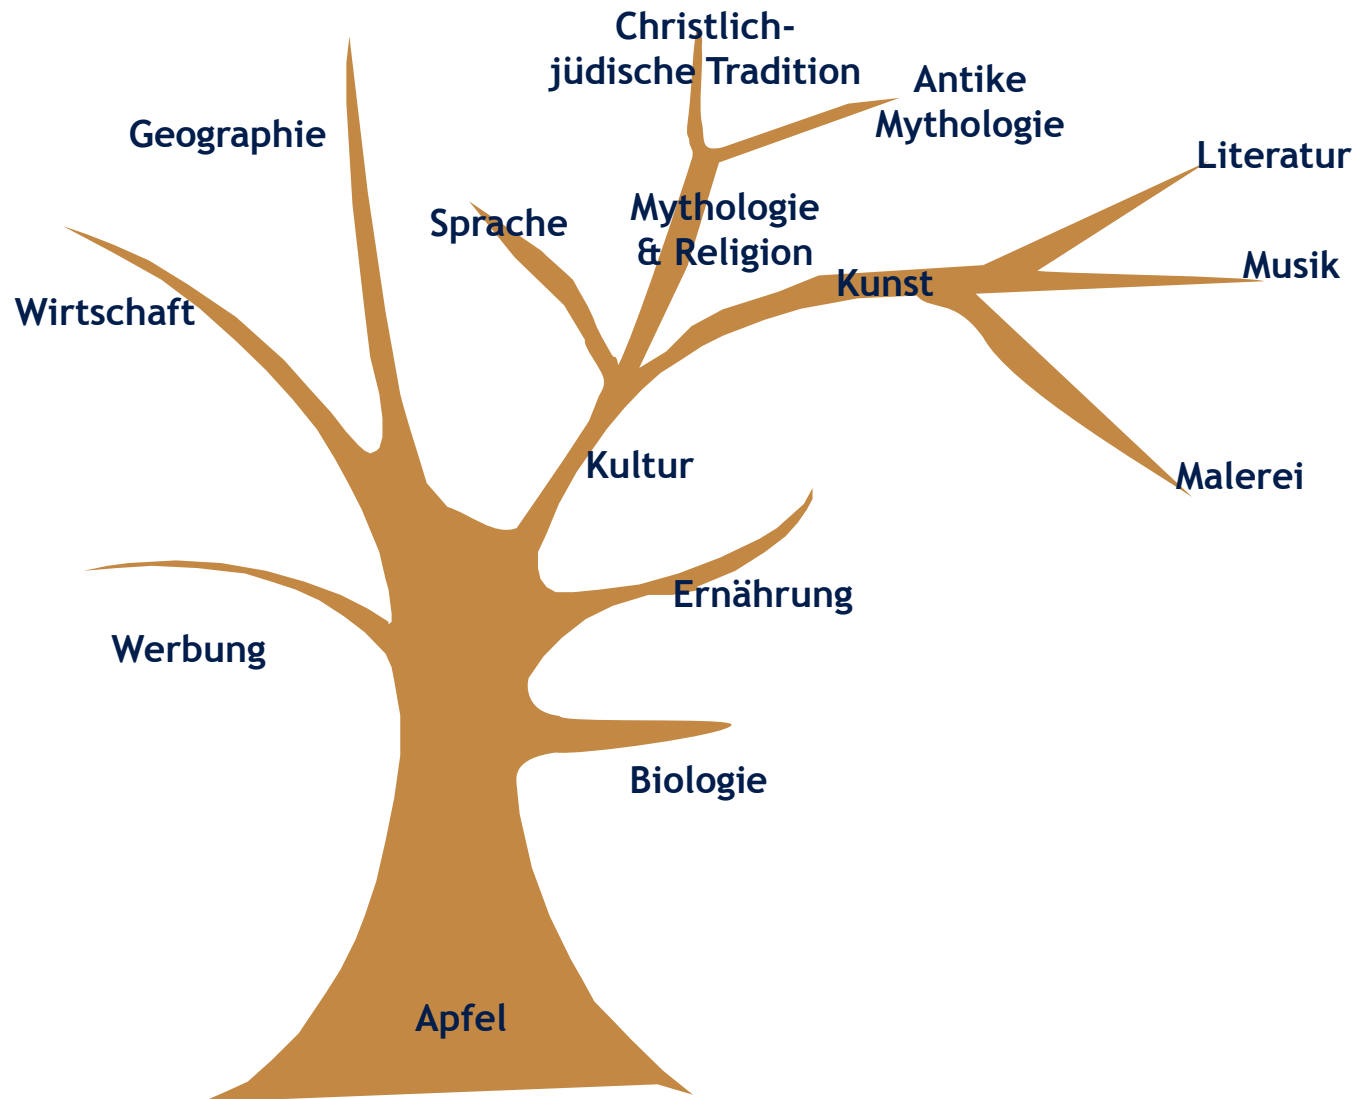 Christlich-
jüdische Tradition
Antike
Mythologie
Geographie
Literatur
Sprache
Mythologie
& Religion
Musik
Kunst
Wirtschaft
Kultur
Malerei
Ernährung
Werbung
Biologie
Apfel